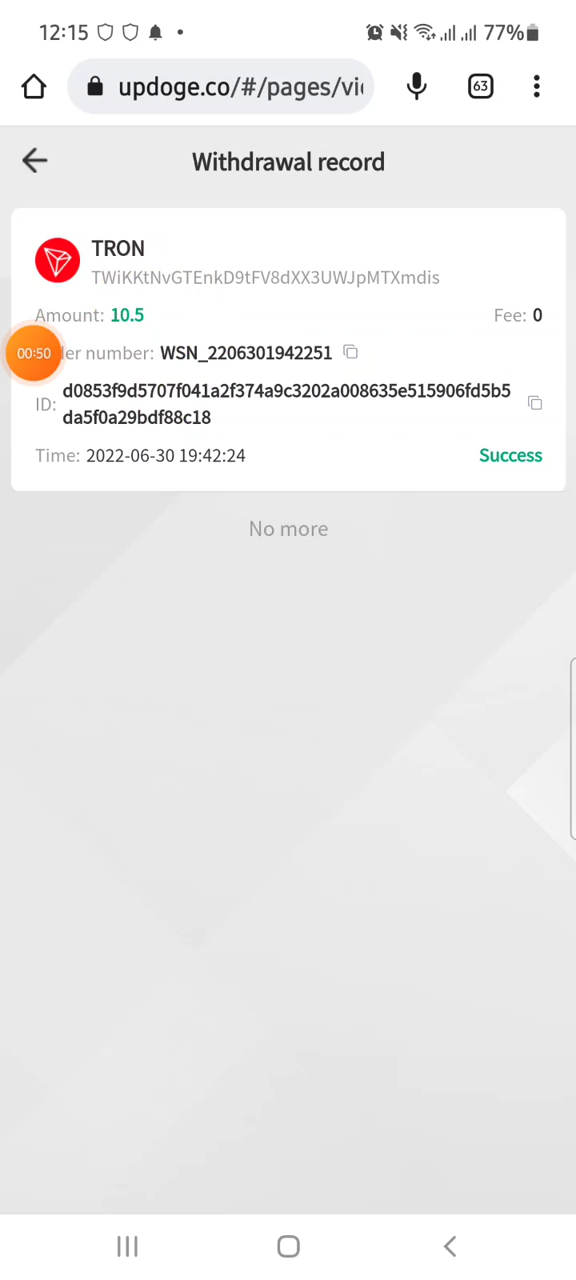 12:15 77%
updoge.co/#/pages/vi
63
Withdrawal record
TRON
TWiKKtNvGTEnkD9tFV8dXX3UWJpMTXmdis
Amount: 10.5 Fee: 0
00:50 er number: WSN_2206301942251
d0853f9d5707f041a2f374a9c3202a008635e515906fd5b5
ID:
da5f0a29bdf88c18
Time: 2022-06-30 19:42:24 Success
No more